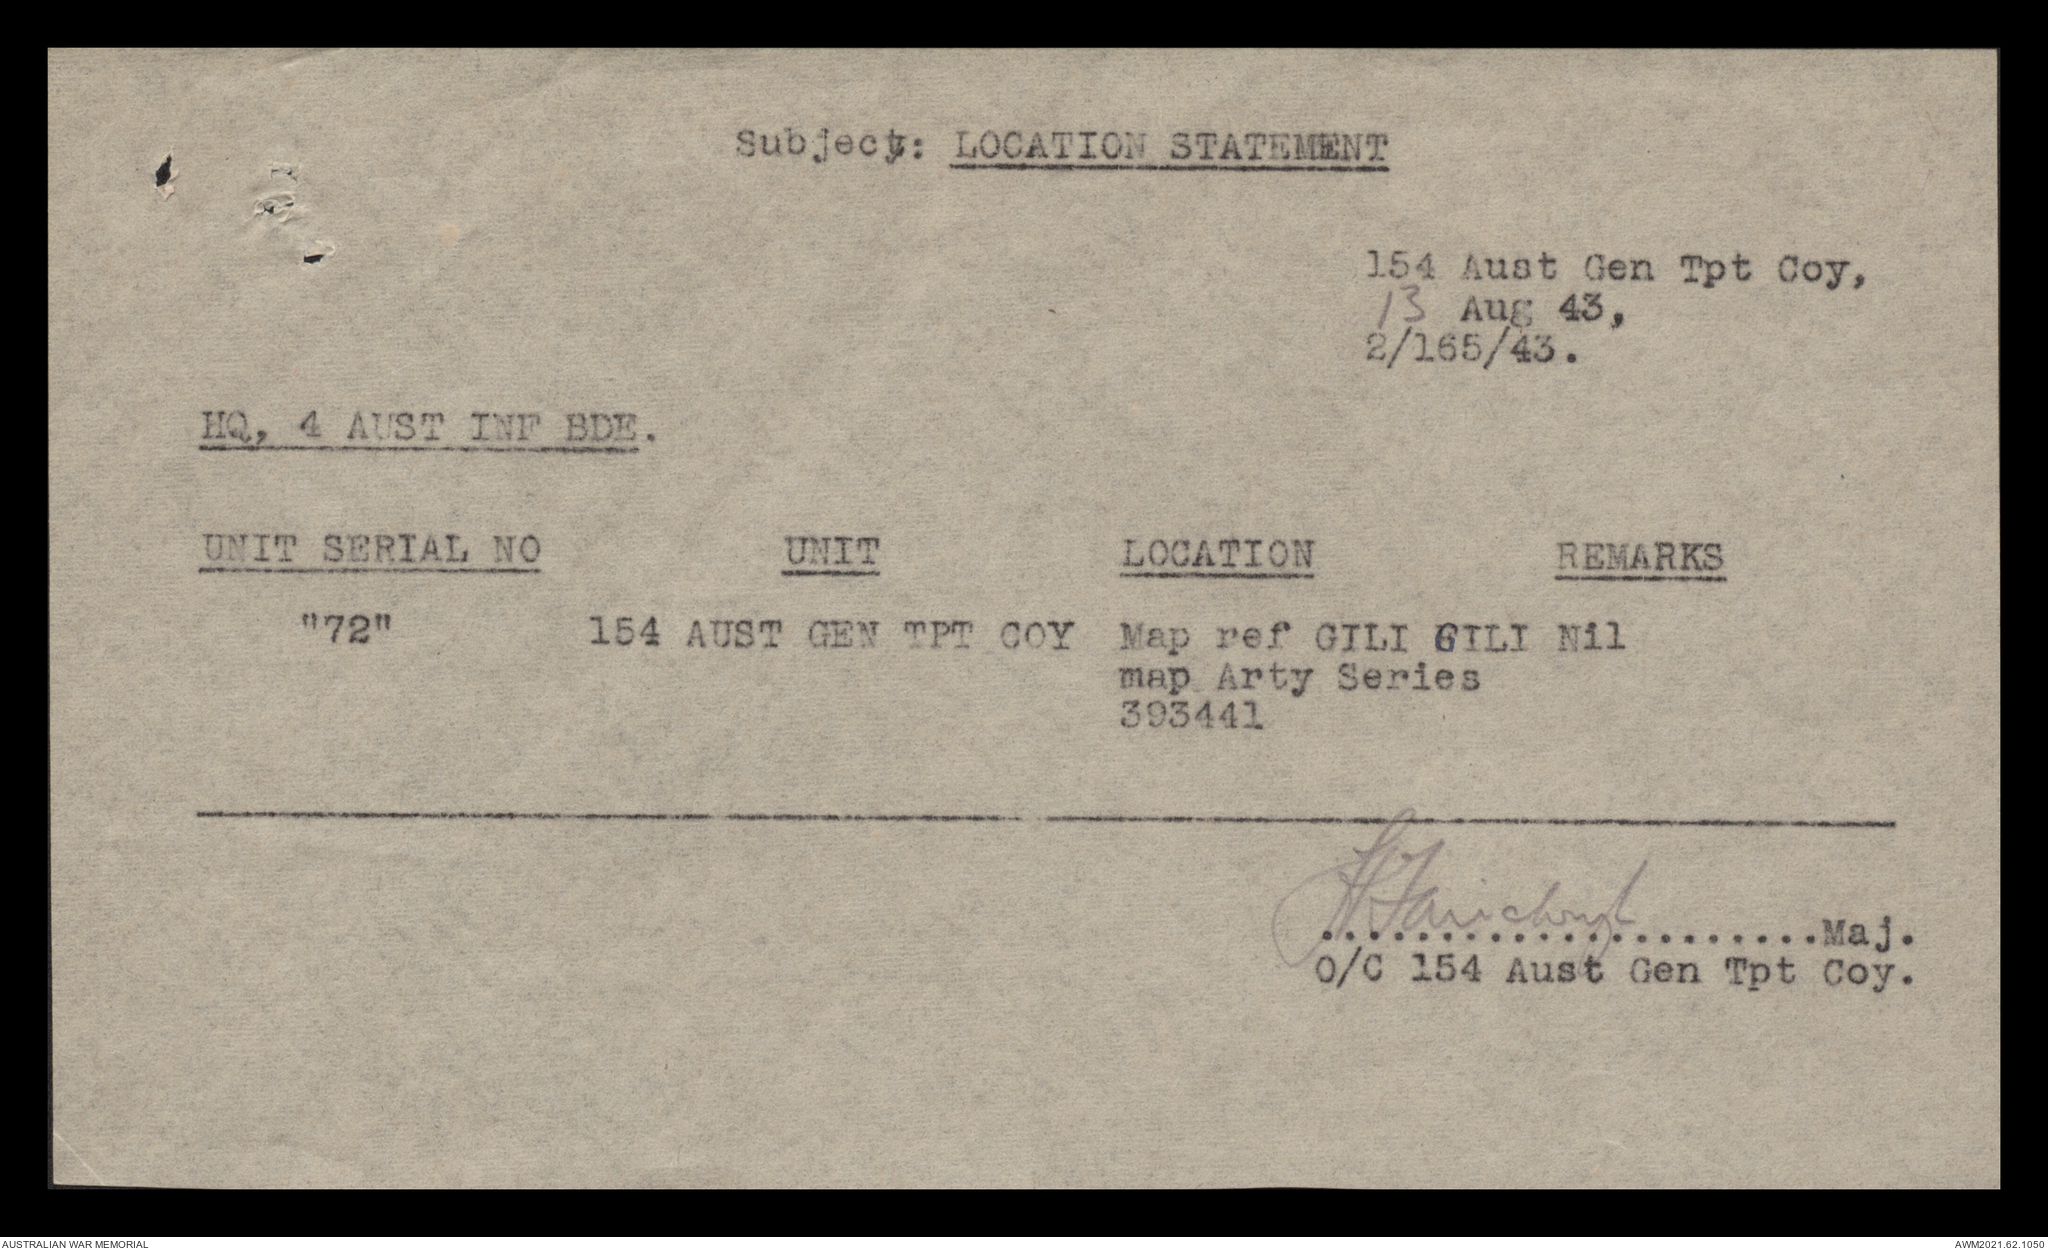 Subject: LOCATION STATEMENT
154 Aust Gen Tpt Coy,
13 Aug 43,
2/165/43.
HQ, 4 AUST INF BDE.
UNIT SERIAL NO UNIT LOCATION REMARKS
"72" 154 AUST GEN TPT COY Map ref GILI GILI Nil
map Arty Series
393441
......................Maj.
O/C 154 Aust Gen Tpt Coy.
AUSTRALIAN WAR MEMORIAL AWM2021.62.1050